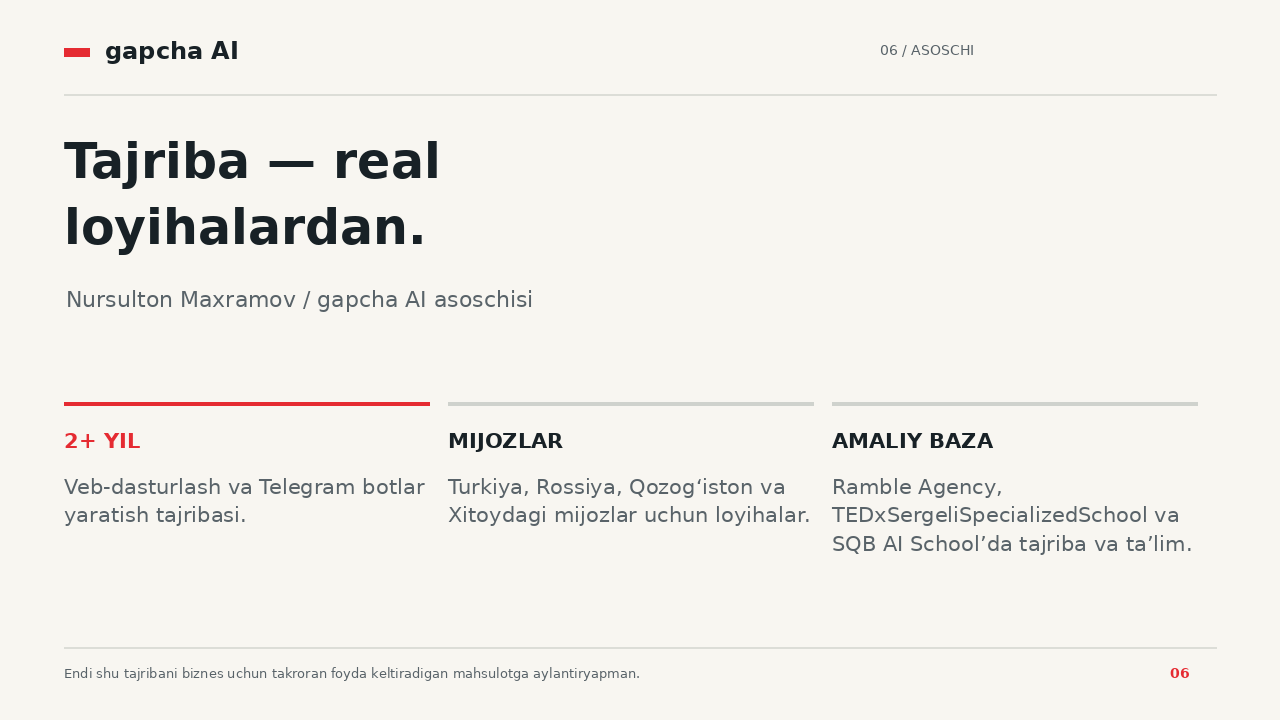 gapcha AI
06 / ASOSCHI
Tajriba — real
loyihalardan.
Nursulton Maxramov / gapcha AI asoschisi
2+ YIL
Veb-dasturlash va Telegram botlar
yaratish tajribasi.
MIJOZLAR
Turkiya, Rossiya, Qozog‘iston va
Xitoydagi mijozlar uchun loyihalar.
AMALIY BAZA
Ramble Agency,
TEDxSergeliSpecializedSchool va
SQB AI School’da tajriba va ta’lim.
Endi shu tajribani biznes uchun takroran foyda keltiradigan mahsulotga aylantiryapman.
06